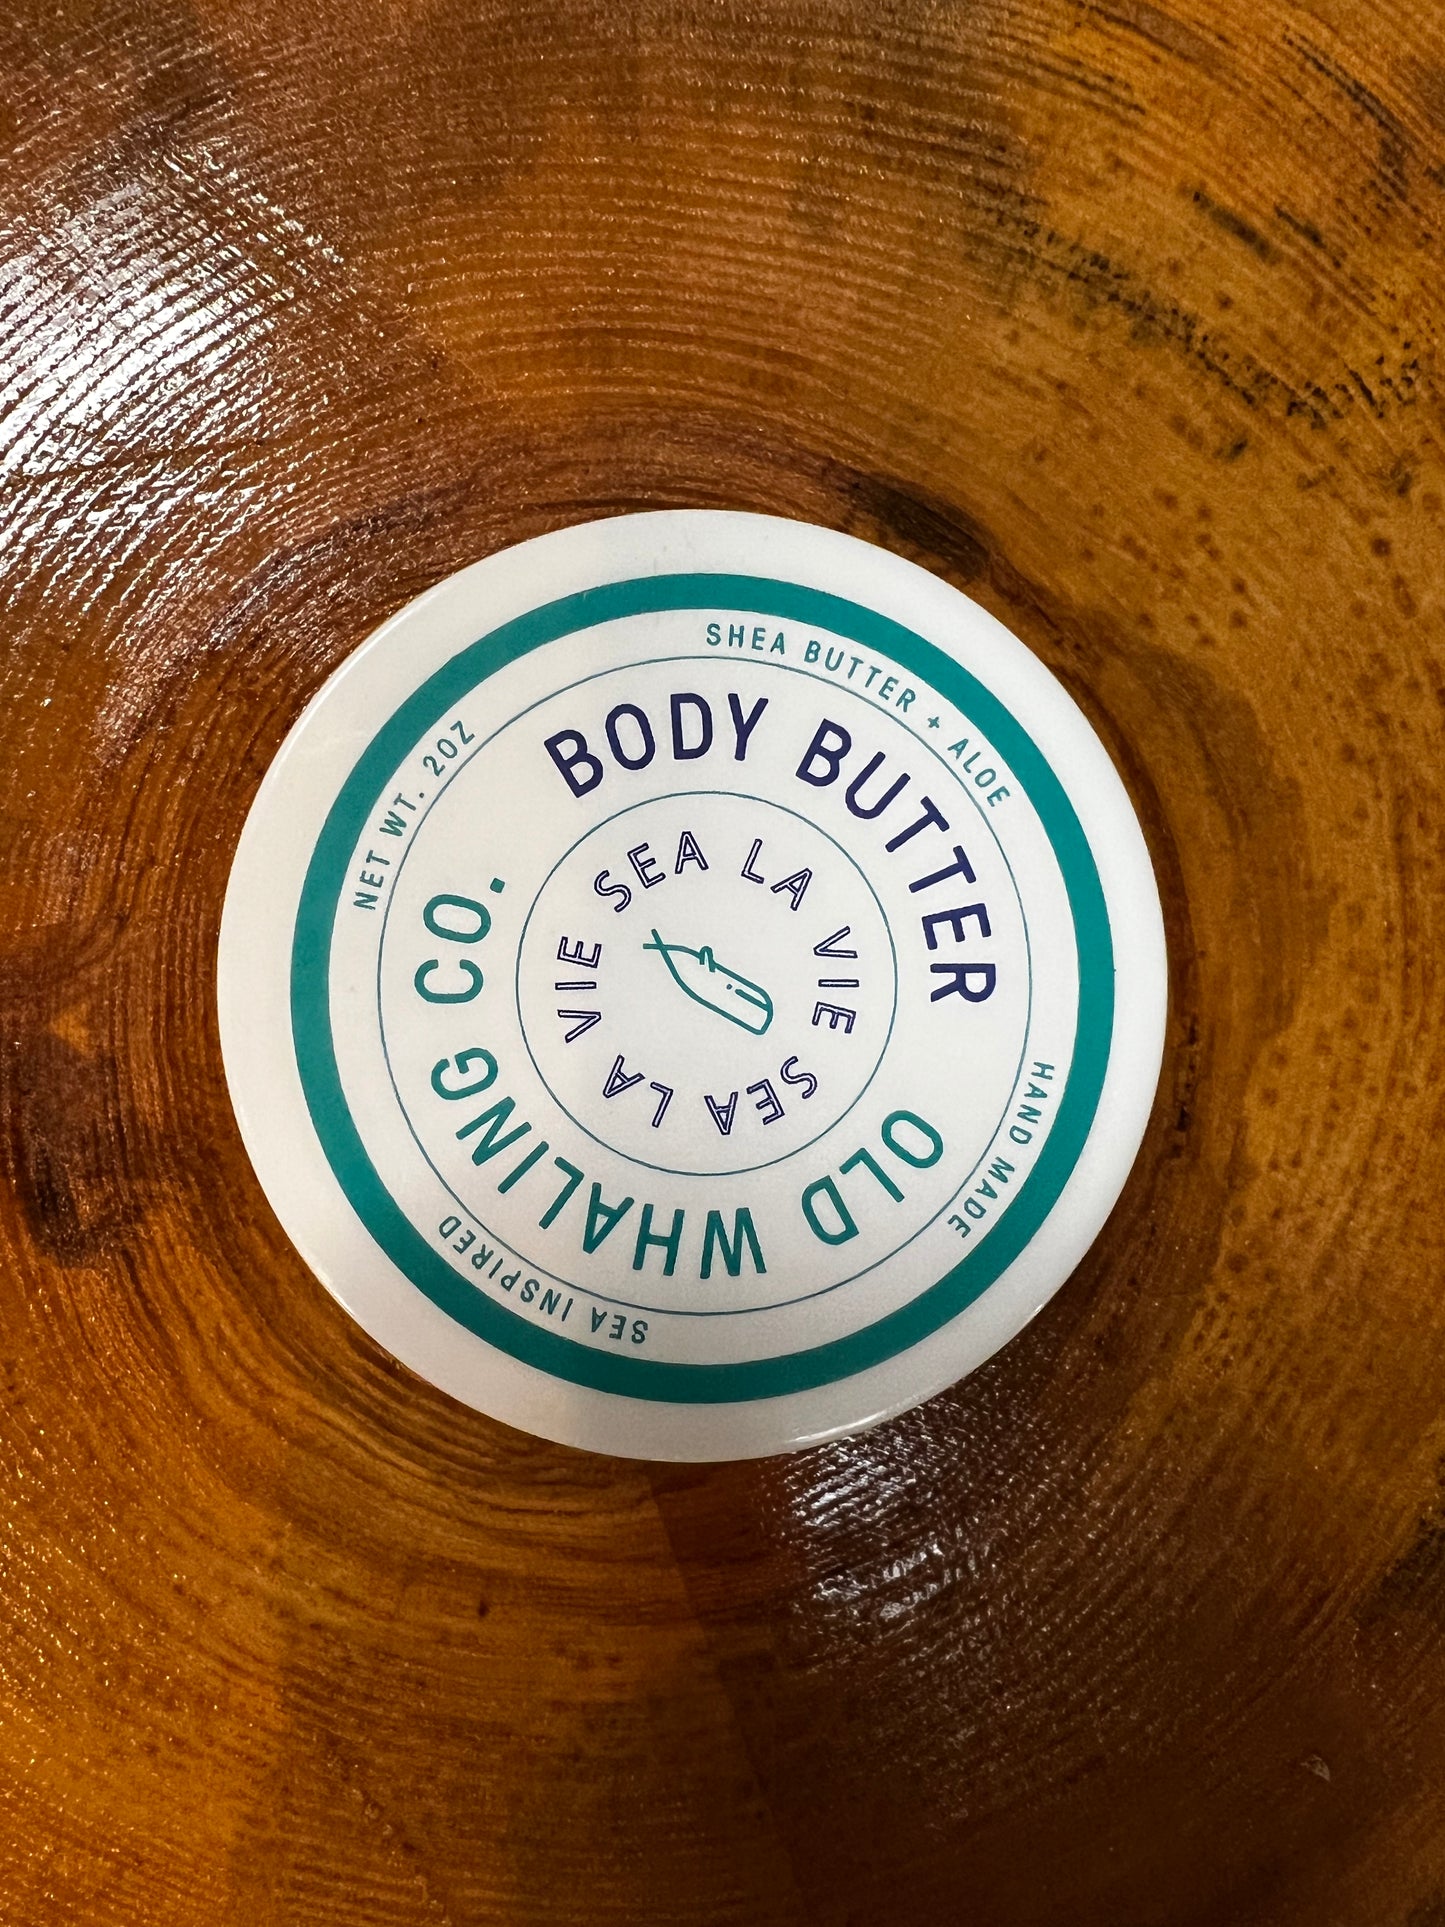 NET WT. 2OZ
SHEA BUTTER + ALOE
HAND MADE
SEA INSPIRED
BODY BUTTER
OLD WHALING CO.
SEA LA VIE
SEA LA VIE